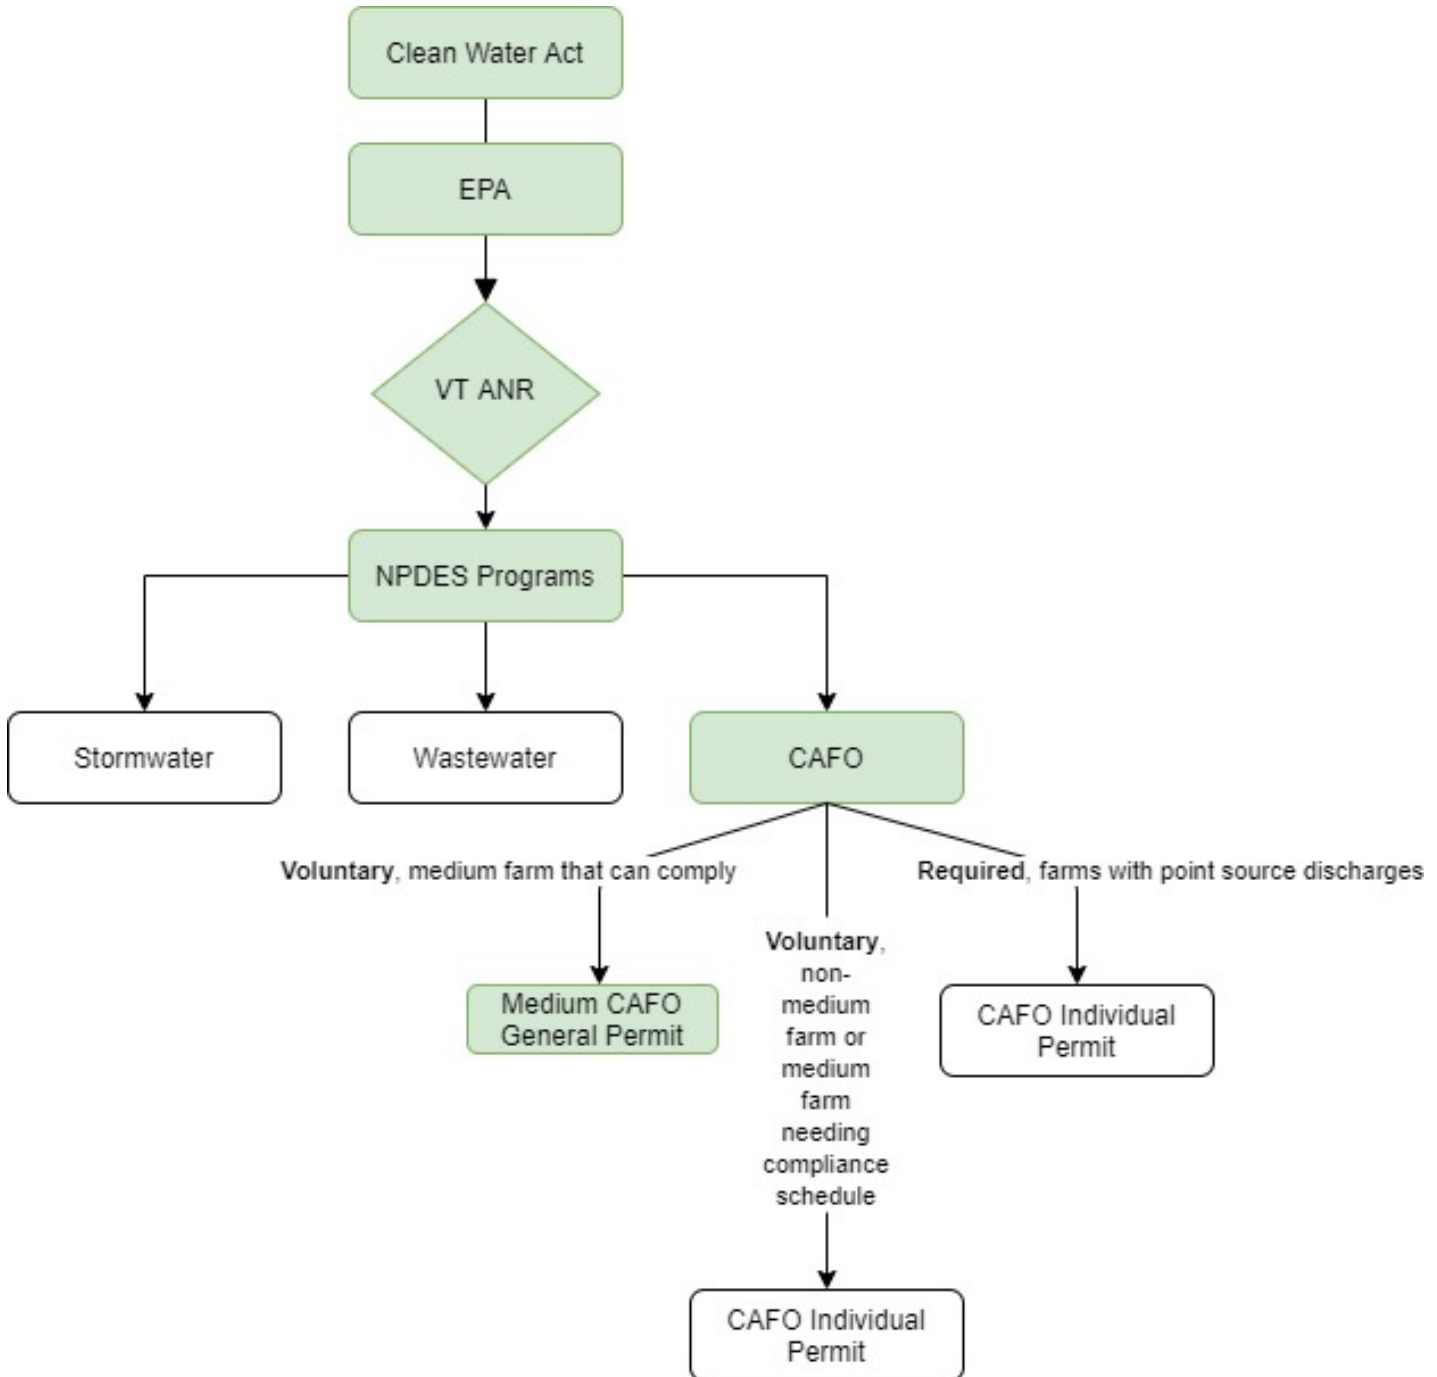 Clean Water Act
EPA
VT ANR
NPDES Programs
Stormwater
Wastewater
CAFO
Voluntary, medium farm that can comply
Required, farms with point source discharges
Voluntary,
non-
medium
farm or
medium
farm
needing
compliance
schedule
Medium CAFO
General Permit
CAFO Individual
Permit
CAFO Individual
Permit